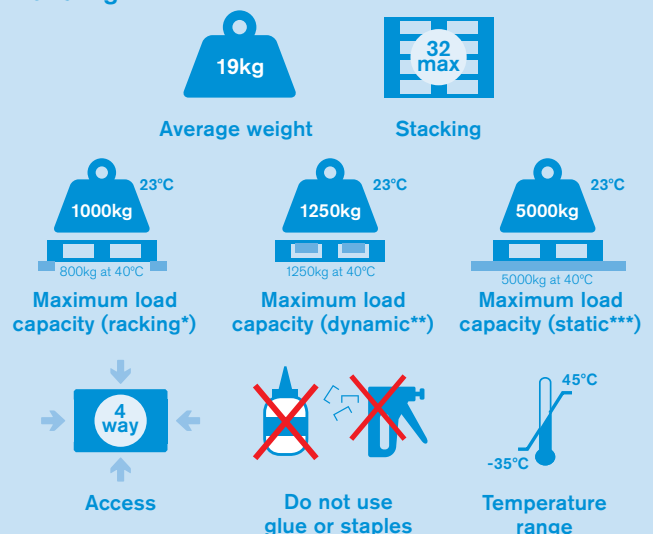 19kg
32
max
Average weight
Stacking
23°C
23°C
23°C
1000kg
1250kg
5000kg
800kg at 40°C
1250kg at 40°C
5000kg at 40°C
Maximum load
capacity (racking*)
Maximum load
capacity (dynamic**)
Maximum load
capacity (static***)
4
way
45°C
-35°C
Access
Do not use
glue or staples
Temperature
range